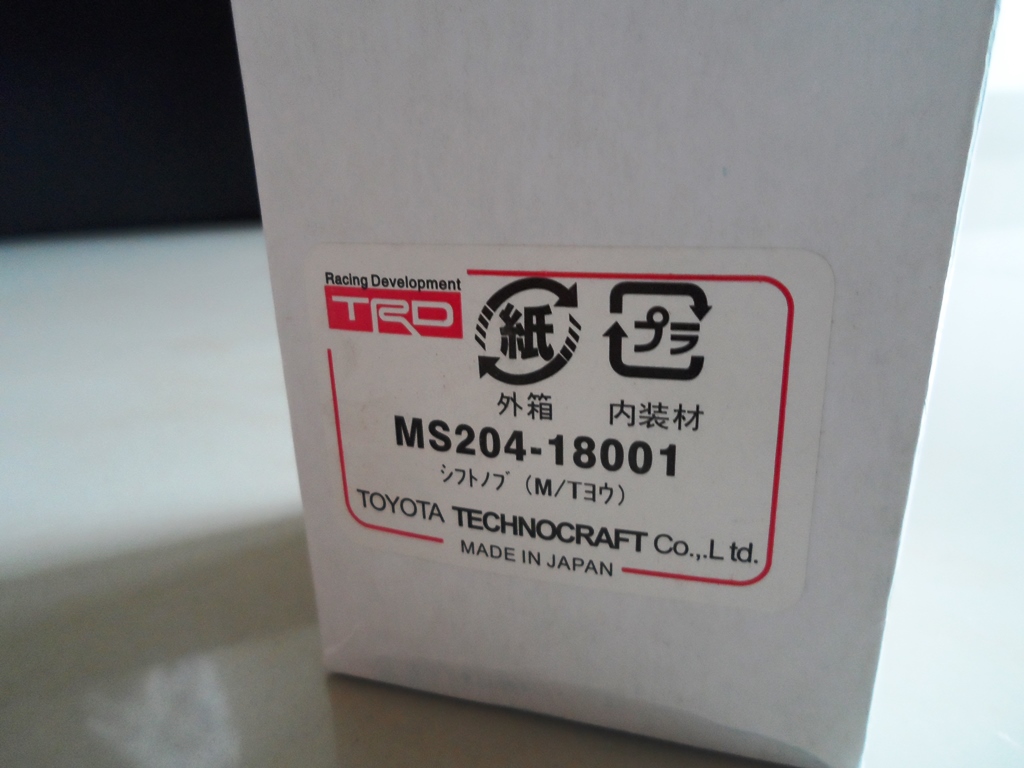 Racing Development
TRD
紙
プラ
外箱
内装材
MS204-18001
ｼﾌﾄﾉﾌﾞ (M/Tﾖｳ)
TOYOTA TECHNOCRAFT Co.,.L td.
MADE IN JAPAN